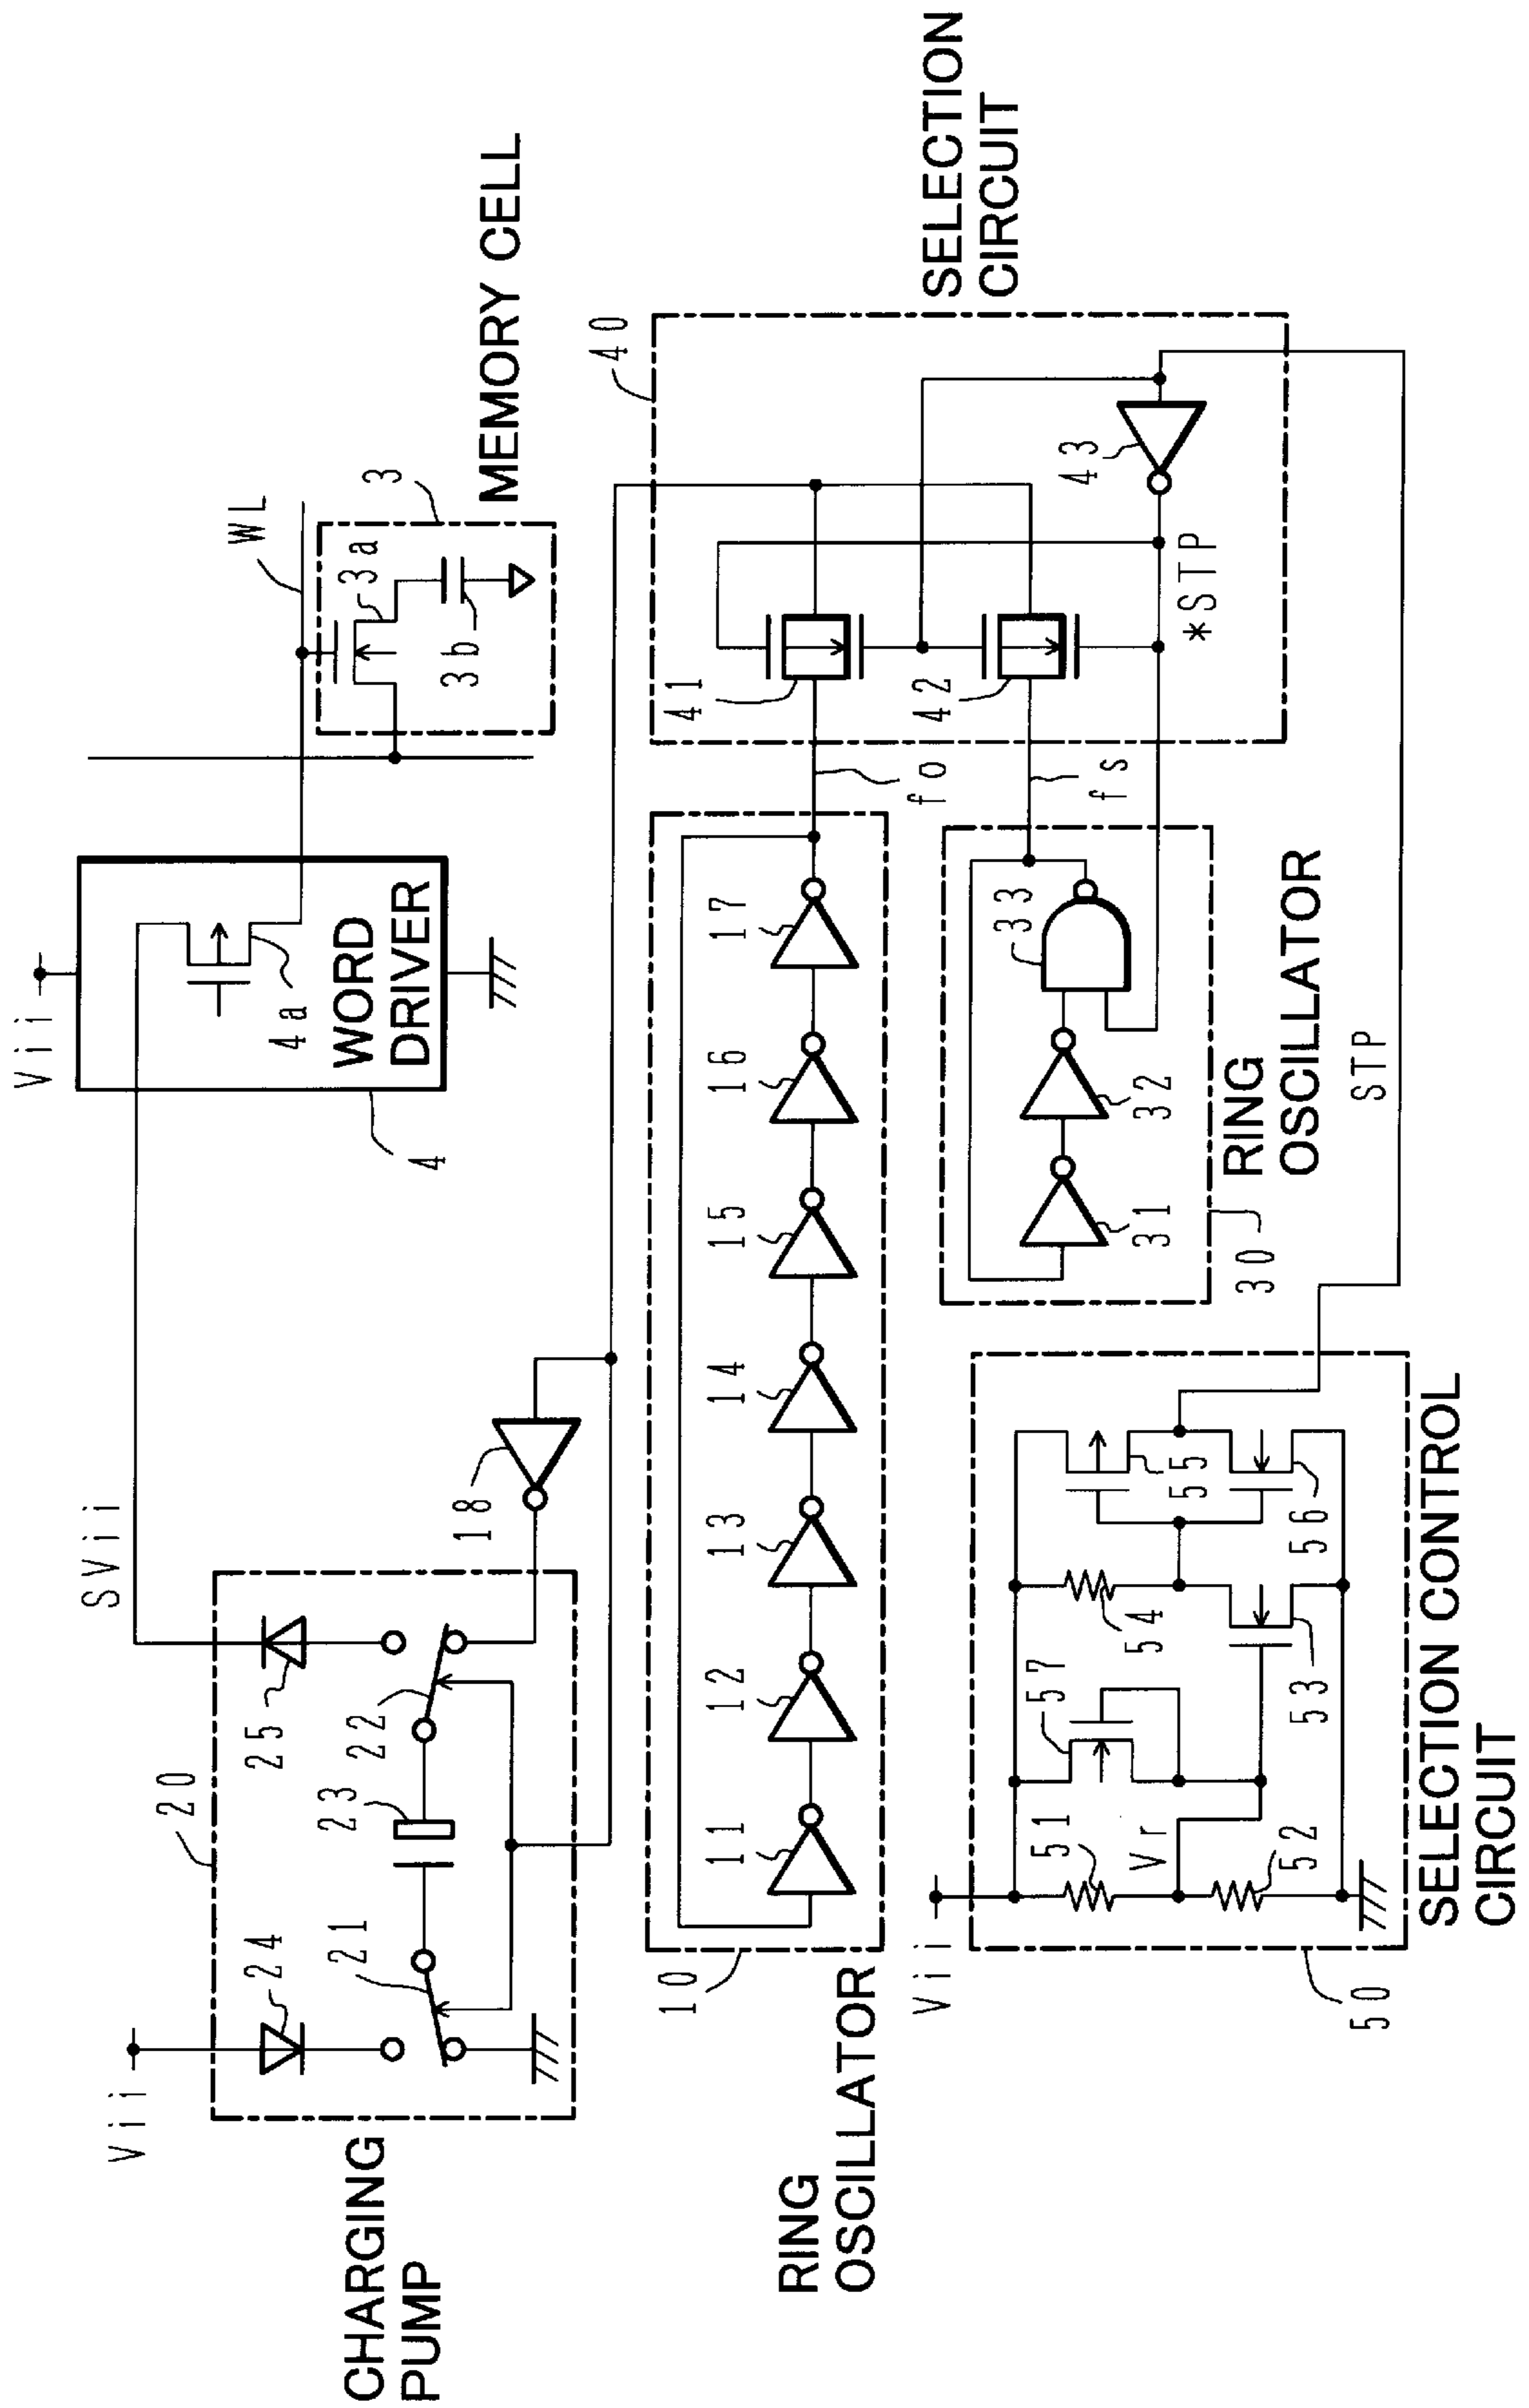 CHARGING
PUMP
Vii
24
21
20
25
22
23
SVii
18
Vii
4a
WORD
DRIVER
4
WL
3a
3b
3
MEMORY CELL
RING
OSCILLATOR
10
11
12
13
14
15
16
17
fo
fs
40
41
42
43
*STP
SELECTION
CIRCUIT
Vii
51
Vr
52
57
54
53
55
56
50
SELECTION CONTROL
CIRCUIT
30
31
32
33
RING
OSCILLATOR
STP